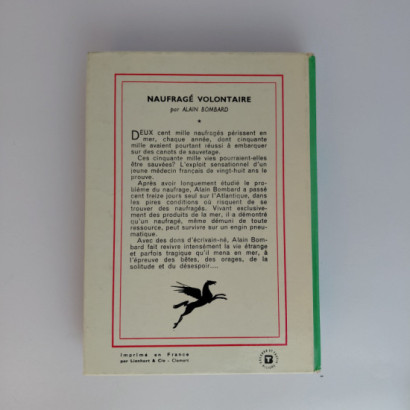 NAUFRAGÉ VOLONTAIRE
par ALAIN BOMBARD
*
DEUX cent mille naufragés périssent en
mer, chaque année, dont cinquante
mille avaient pourtant réussi à embarquer
sur des canots de sauvetage.
Ces cinquante mille vies pourraient-elles
être sauvées? L'exploit sensationnel d'un
jeune médecin français de vingt-huit ans le
prouve.
Après avoir longuement étudié le pro-
blème du naufrage, Alain Bombard a passé
cent treize jours seul sur l'Atlantique, dans
les pires conditions où risquent de se
trouver des naufragés. Vivant exclusive-
ment des produits de la mer, il a démontré
qu'un naufragé, même démuni de toute
ressource, peut survivre sur un engin pneu-
matique.
Avec des dons d'écrivain-né, Alain Bom-
bard fait revivre intensément la vie étrange
et parfois tragique qu'il mena en mer, à
l'épreuve des bêtes, des orages, de la
solitude et du désespoir....
Imprimé en France
par Lienhart & Cie - Clamart
T